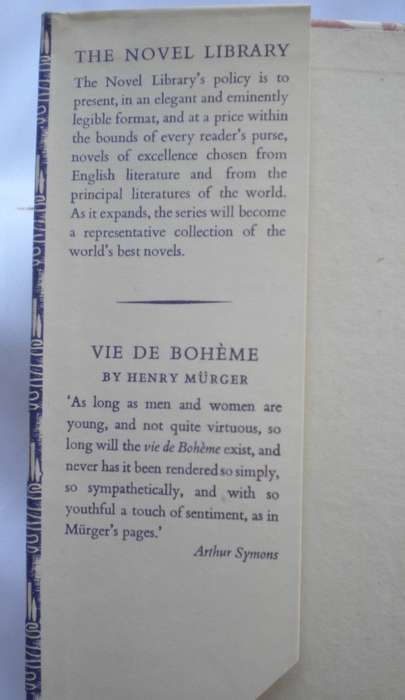 THE NOVEL LIBRARY
The Novel Library's policy is to
present, in an elegant and eminently
legible format, and at a price within
the bounds of every reader's purse,
novels of excellence chosen from
English literature and from the
principal literatures of the world.
As it expands, the series will become
a representative collection of the
world's best novels.
VIE DE BOHÈME
BY HENRY MÜRGER
'As long as men and women are
young, and not quite virtuous, so
long will the vie de Bohème exist, and
never has it been rendered so simply,
so sympathetically, and with so
youthful a touch of sentiment, as in
Mürger's pages.'
Arthur Symons